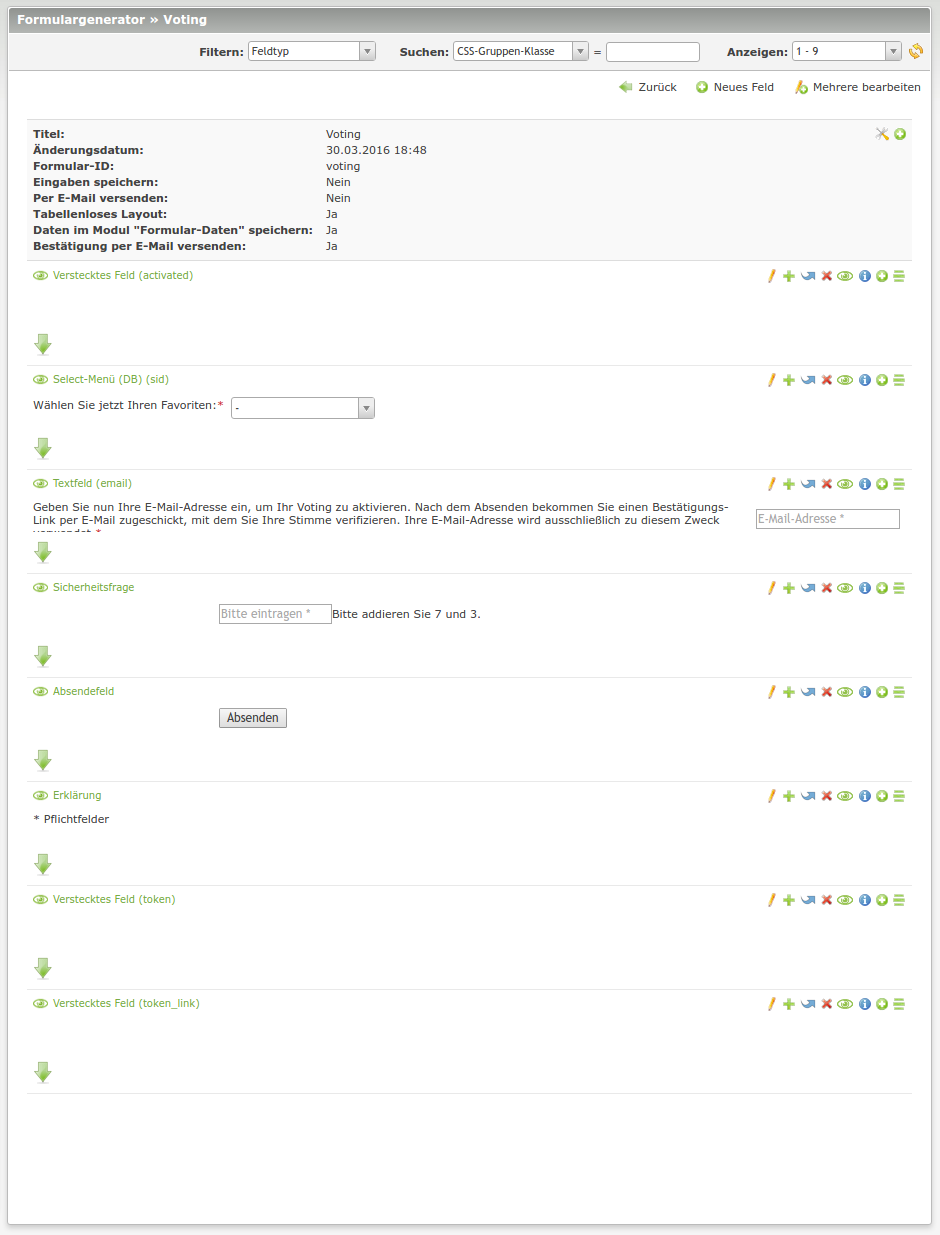 Formulargenerator » Voting
Filtern: Feldtyp Suchen: CSS-Gruppen-Klasse = Anzeigen: 1 - 9
Zurück Neues Feld Mehrere bearbeiten
Titel: Voting
Änderungsdatum: 30.03.2016 18:48
Formular-ID: voting
Eingaben speichern: Nein
Per E-Mail versenden: Nein
Tabellenloses Layout: Ja
Daten im Modul "Formular-Daten" speichern: Ja
Bestätigung per E-Mail versenden: Ja
Verstecktes Feld (activated)
Select-Menü (DB) (sid)
Wählen Sie jetzt Ihren Favoriten:* -
Textfeld (email)
Geben Sie nun Ihre E-Mail-Adresse ein, um Ihr Voting zu aktivieren. Nach dem Absenden bekommen Sie einen Bestätigungs-
Link per E-Mail zugeschickt, mit dem Sie Ihre Stimme verifizieren. Ihre E-Mail-Adresse wird ausschließlich zu diesem Zweck
E-Mail-Adresse *
Sicherheitsfrage
Bitte eintragen * Bitte addieren Sie 7 und 3.
Absendefeld
Absenden
Erklärung
* Pflichtfelder
Verstecktes Feld (token)
Verstecktes Feld (token_link)